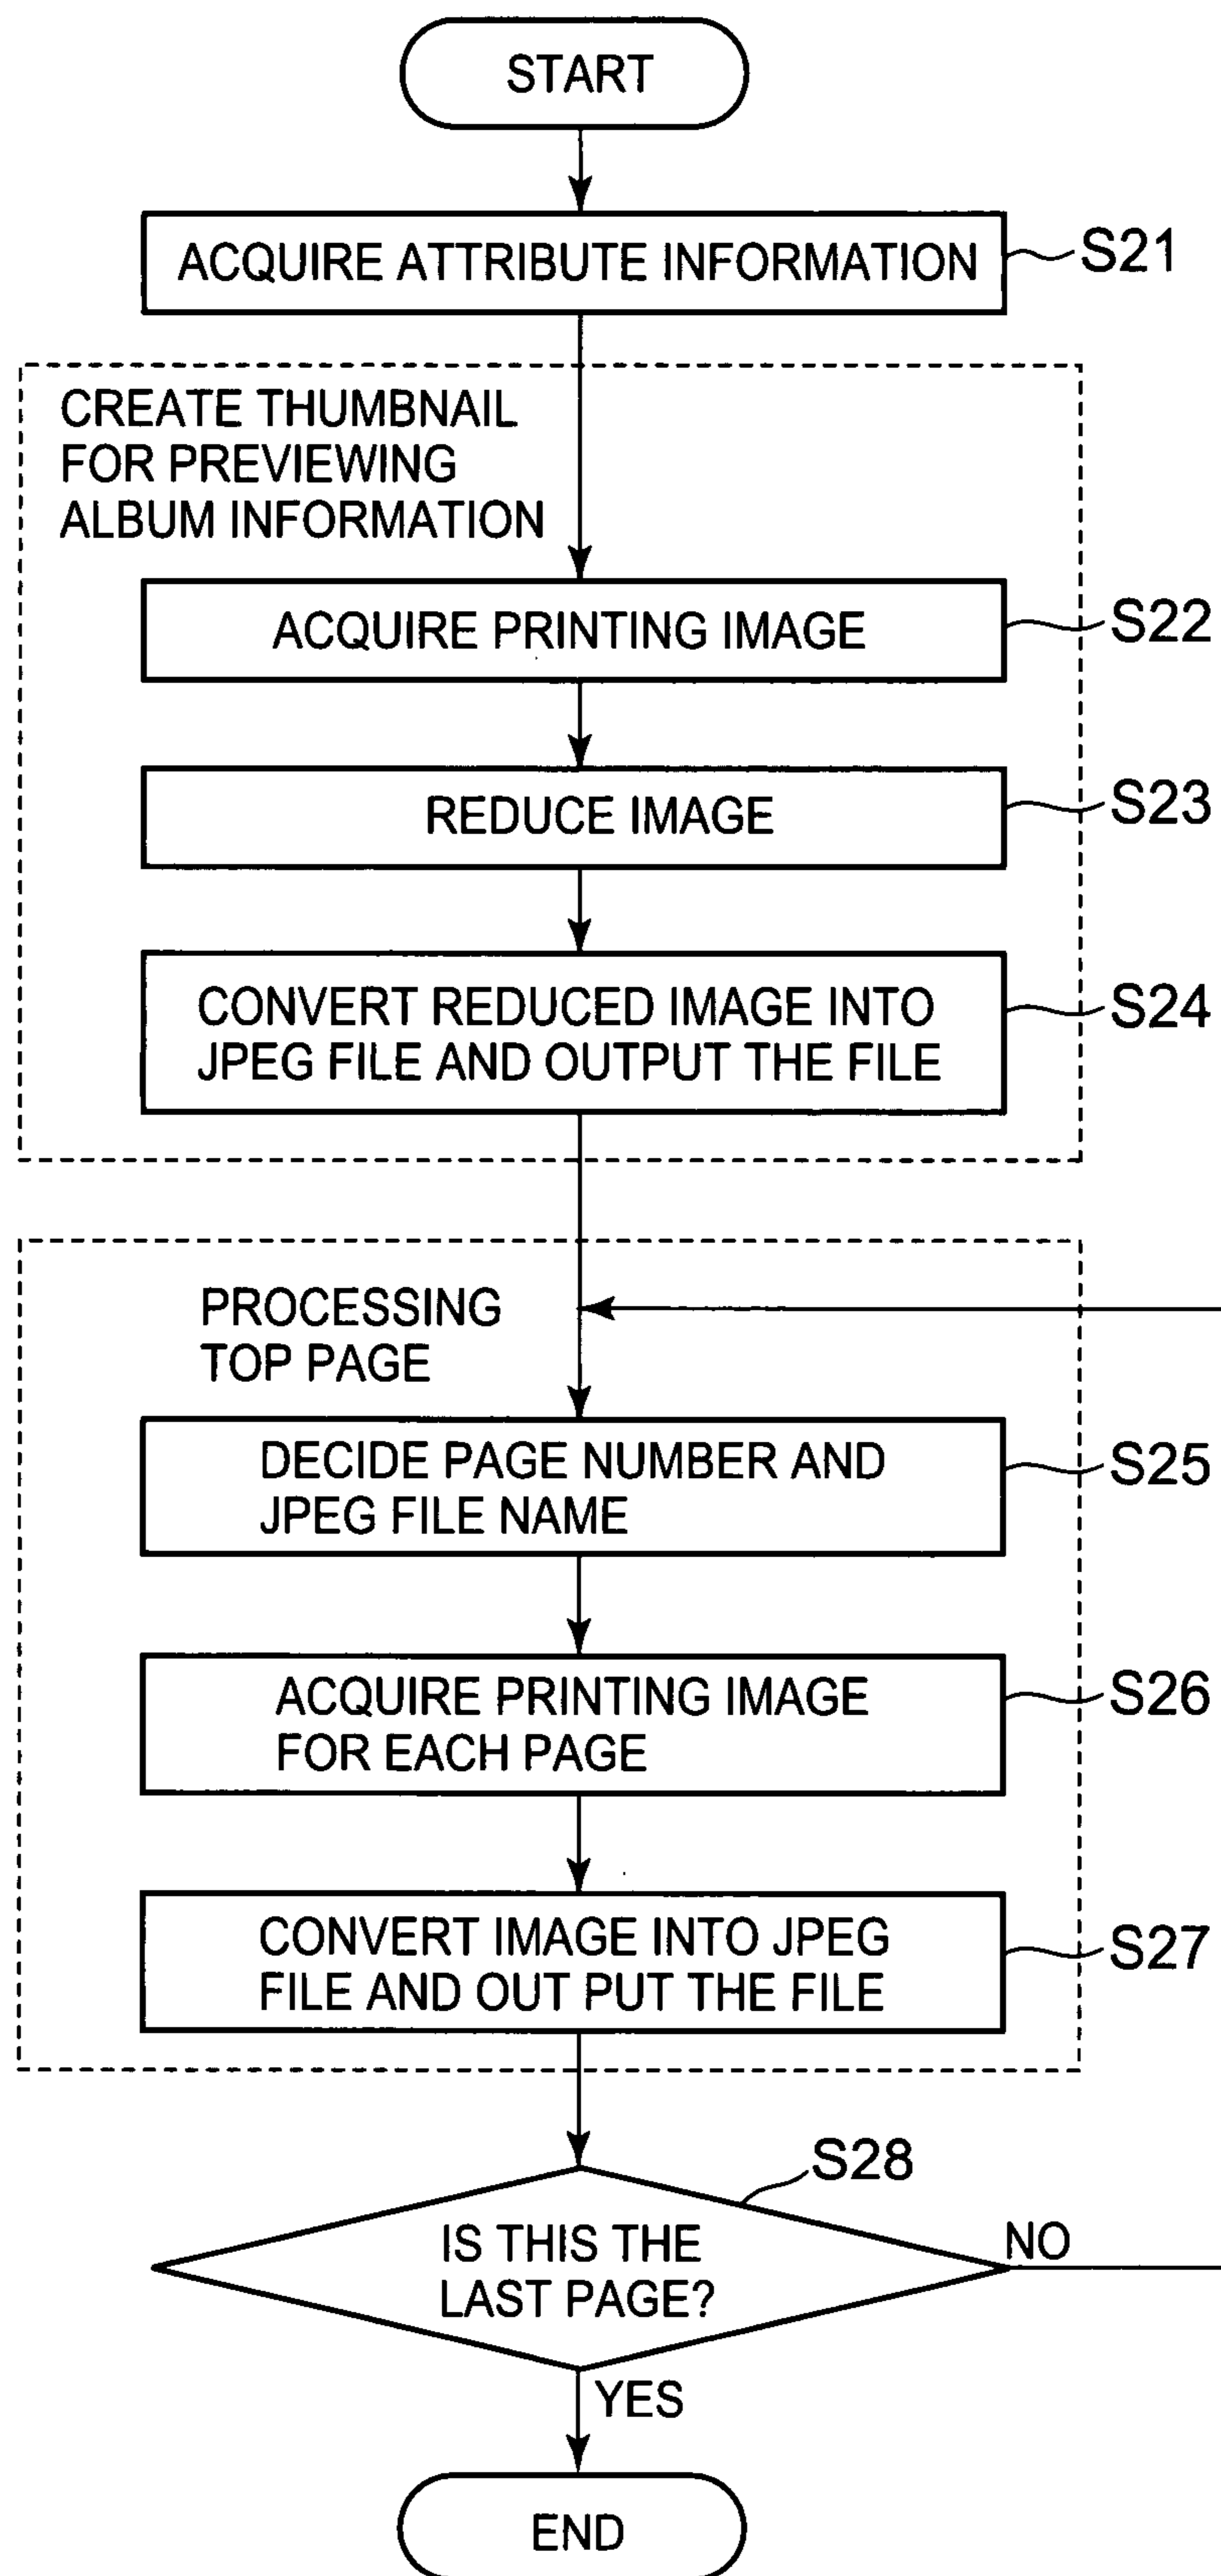 START
ACQUIRE ATTRIBUTE INFORMATION
S21
CREATE THUMBNAIL
FOR PREVIEWING
ALBUM INFORMATION
ACQUIRE PRINTING IMAGE
S22
REDUCE IMAGE
S23
CONVERT REDUCED IMAGE INTO
JPEG FILE AND OUTPUT THE FILE
S24
PROCESSING
TOP PAGE
DECIDE PAGE NUMBER AND
JPEG FILE NAME
S25
ACQUIRE PRINTING IMAGE
FOR EACH PAGE
S26
CONVERT IMAGE INTO JPEG
FILE AND OUT PUT THE FILE
S27
S28
IS THIS THE
LAST PAGE?
NO
YES
END